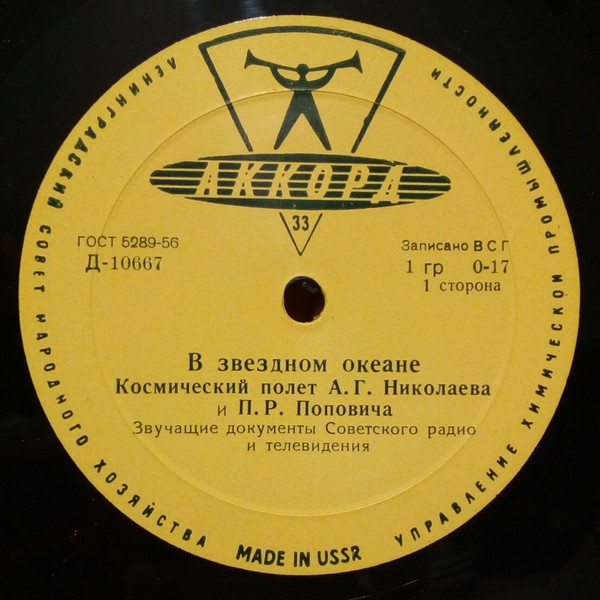 ЛЕНИНГРАДСКИЙ СОВЕТ НАРОДНОГО ХОЗЯЙСТВА
УПРАВЛЕНИЕ ХИМИЧЕСКОЙ ПРОМЫШЛЕННОСТИ
АККОРД
33
ГОСТ 5289-56
Д-10667
Записано ВСГ
1 гр 0-17
1 сторона
В звездном океане
Космический полет А.Г. Николаева
и П.Р. Поповича
Звучащие документы Советского радио
и телевидения
MADE IN USSR